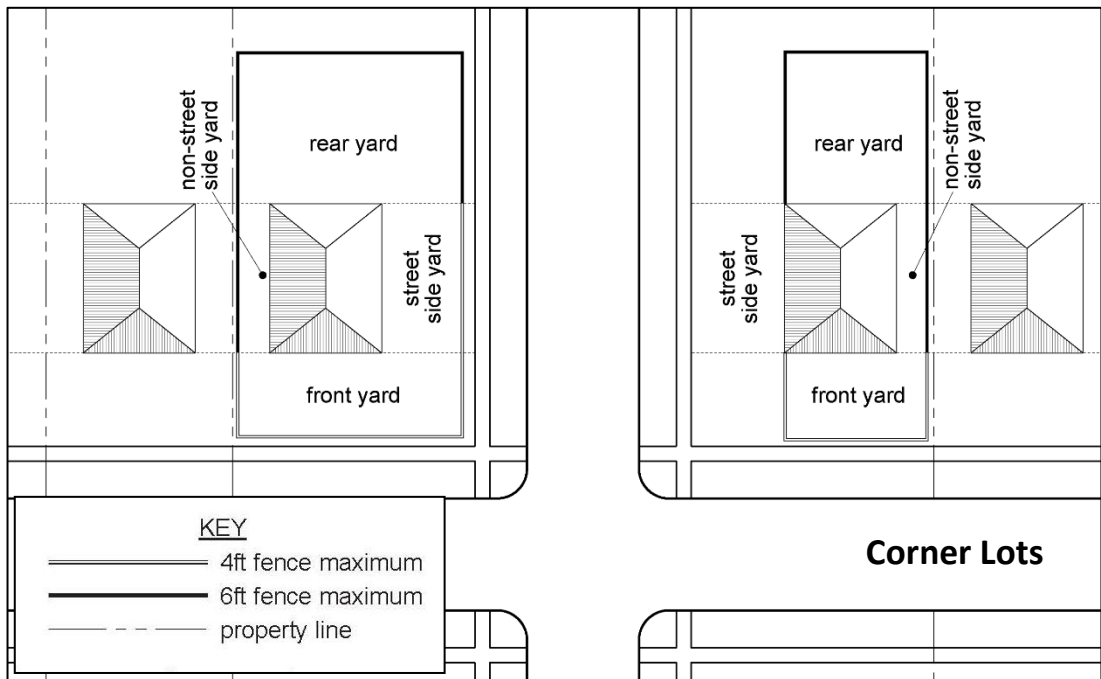 non-street
side yard
rear yard
street
side yard
front yard
rear yard
non-street
side yard
street
side yard
front yard
KEY
4ft fence maximum
6ft fence maximum
property line
Corner Lots